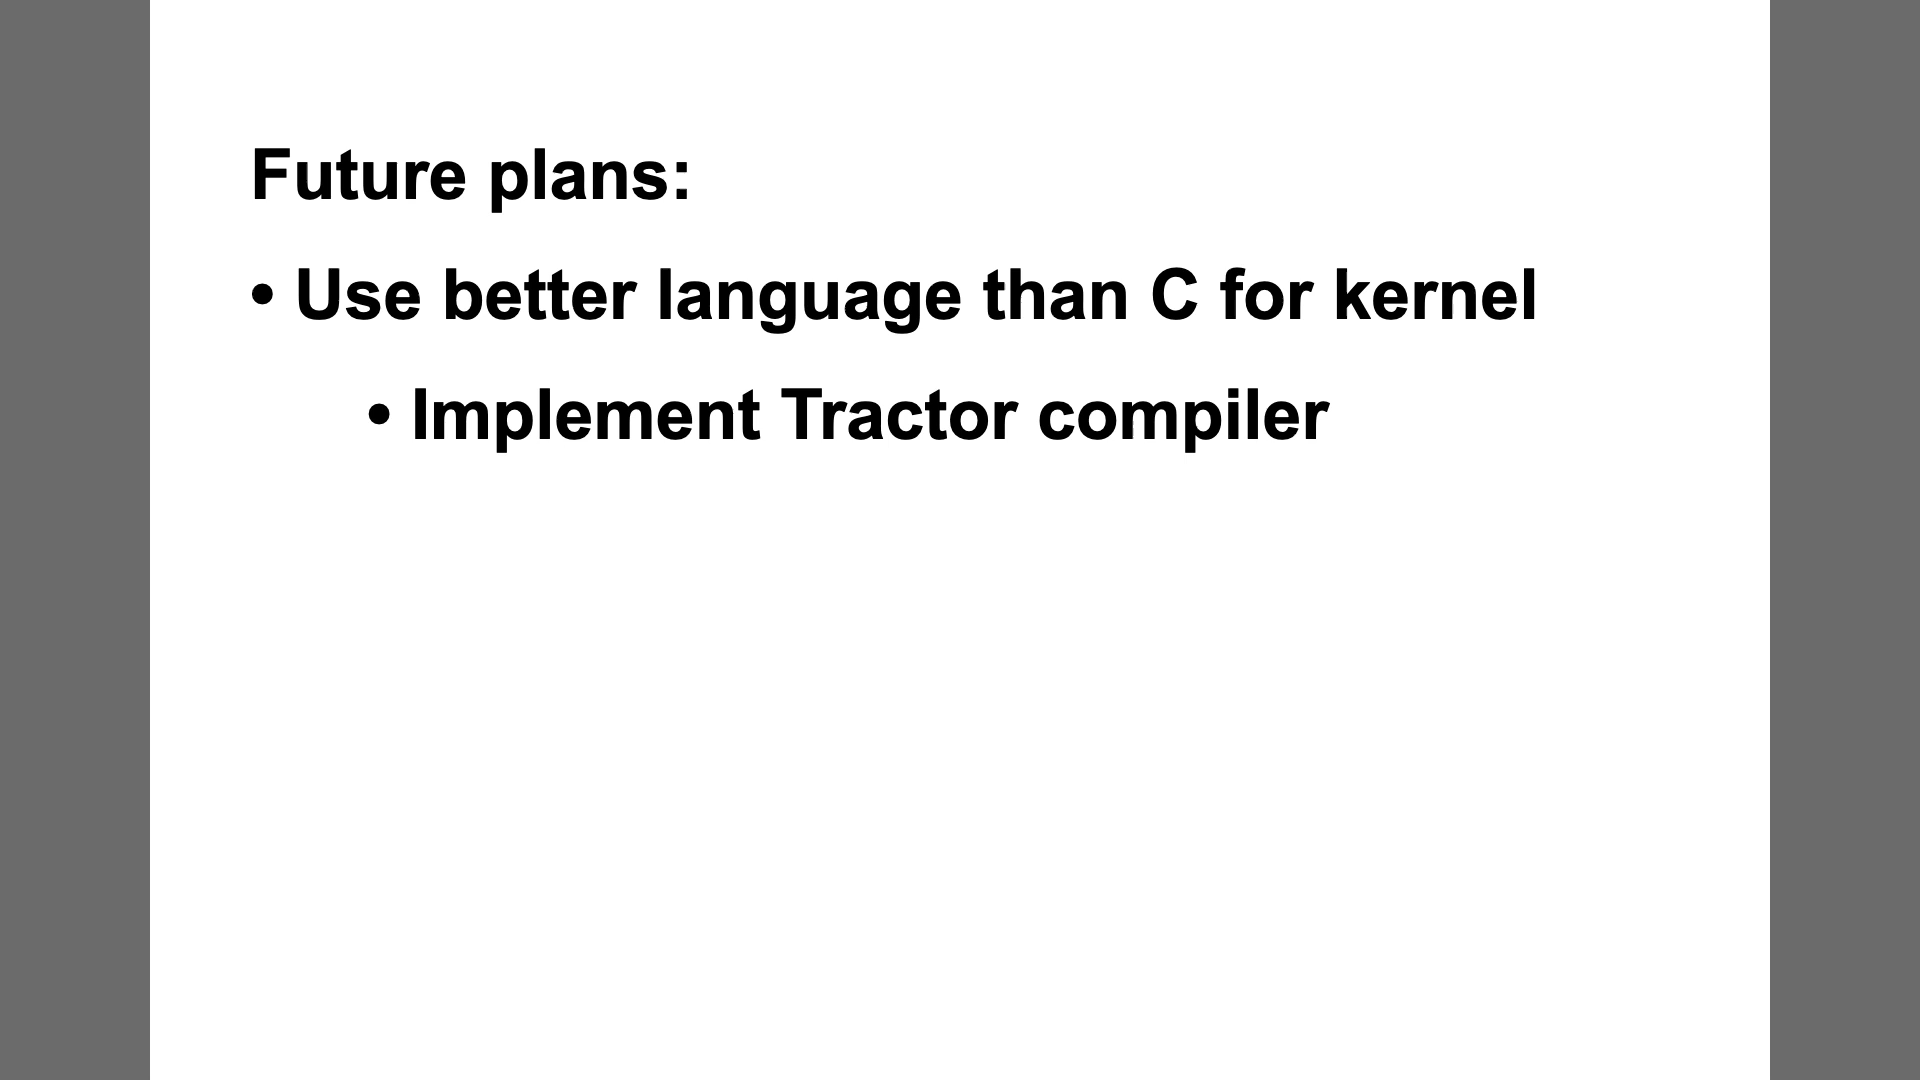 Future plans:
• Use better language than C for kernel
• Implement Tractor compiler